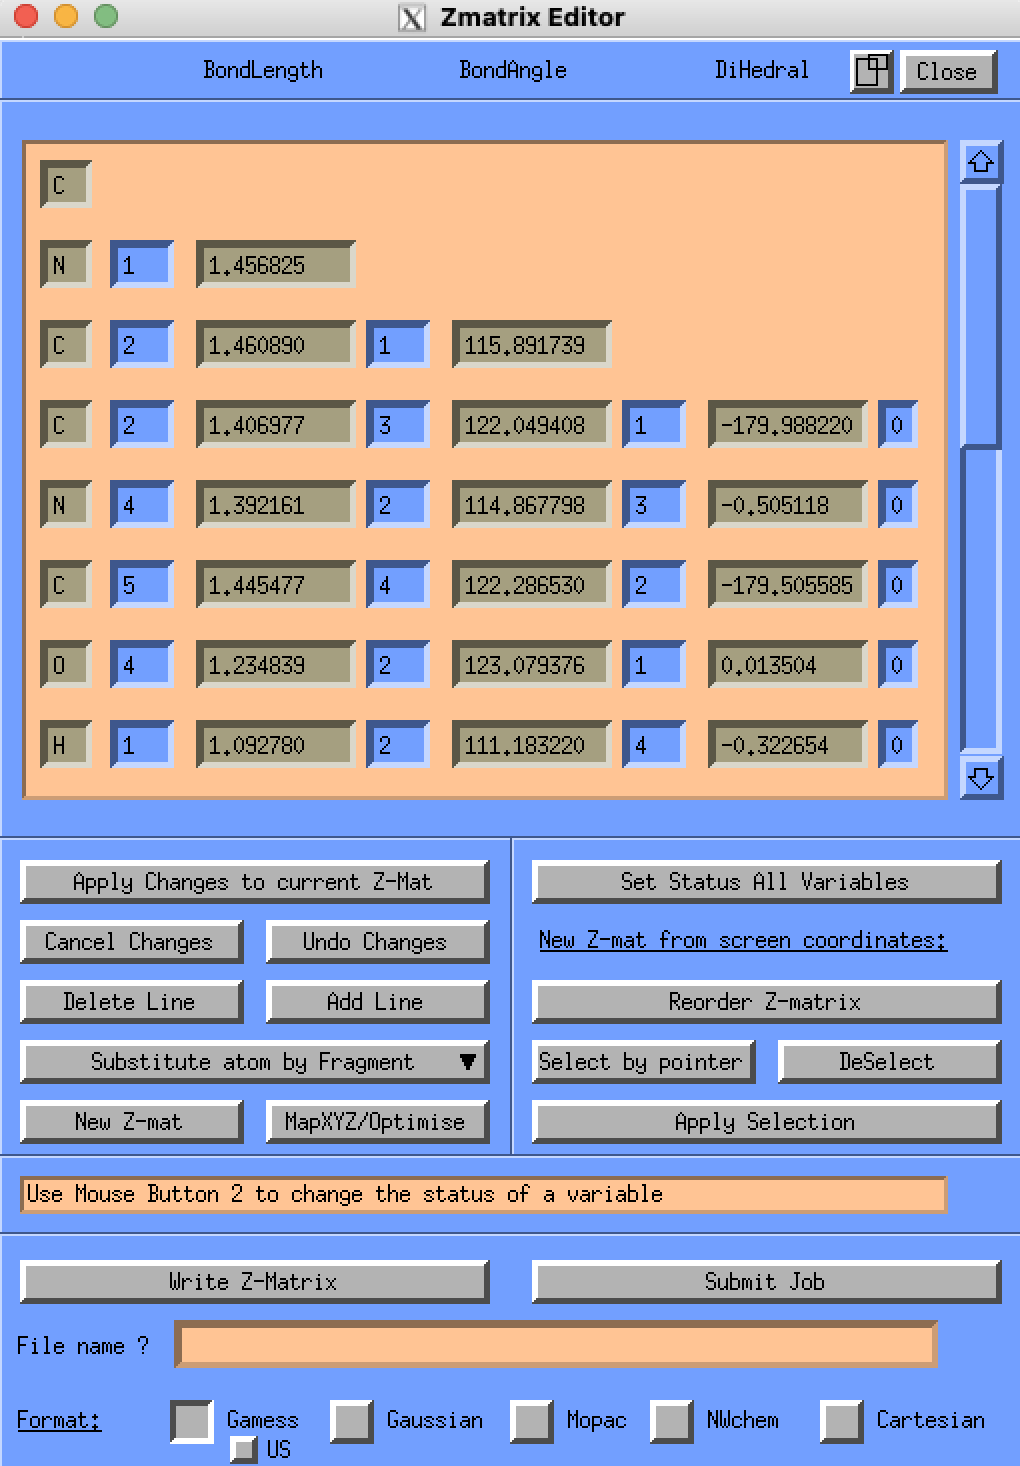 Zmatrix Editor
BondLength BondAngle DiHedral Close
C
N 1 1.456825
C 2 1.460890 1 115.891739
C 2 1.406977 3 122.049408 1 -179.988220 0
N 4 1.392161 2 114.867798 3 -0.505118 0
C 5 1.445477 4 122.286530 2 -179.505585 0
O 4 1.234839 2 123.079376 1 0.013504 0
H 1 1.092780 2 111.183220 4 -0.322654 0
Apply Changes to current Z-Mat Set Status All Variables
Cancel Changes Undo Changes New Z-mat from screen coordinates:
Delete Line Add Line Reorder Z-matrix
Substitute atom by Fragment Select by pointer DeSelect
New Z-mat MapXYZ/Optimise Apply Selection
Use Mouse Button 2 to change the status of a variable
Write Z-Matrix Submit Job
File name ?
Format: Gamess Gaussian Mopac NWchem Cartesian
US